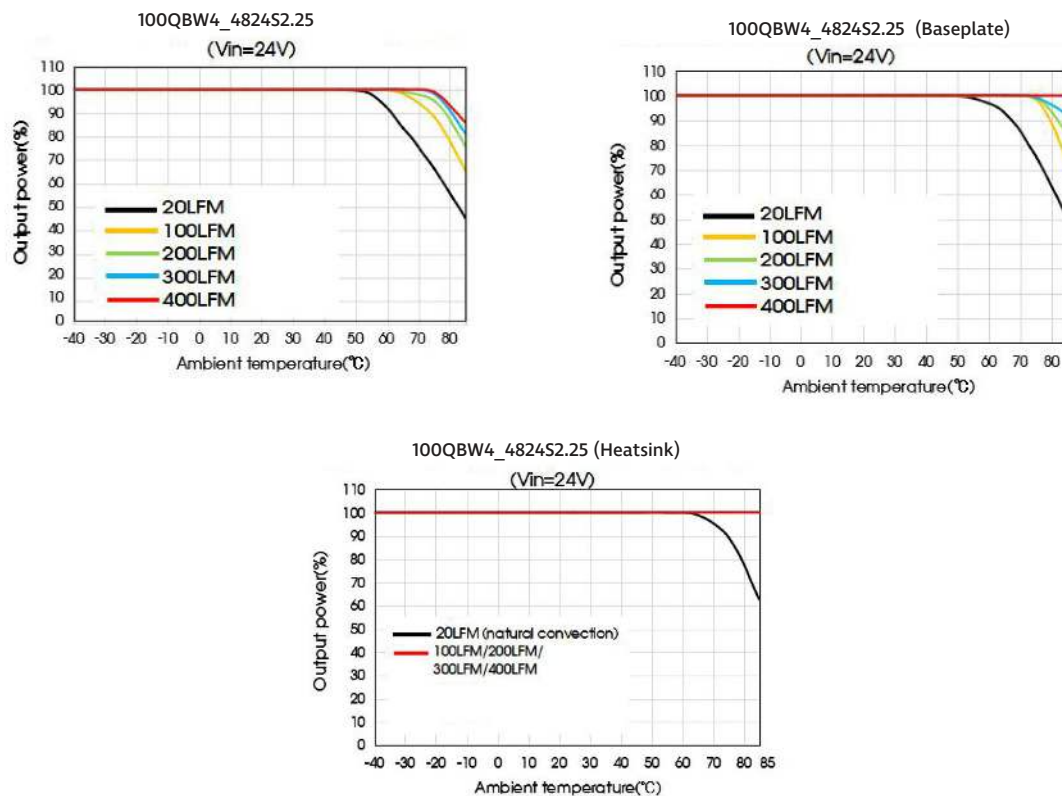 100QBW4_4824S2.25
(Vin=24V)
Output power(%)
110
100
90
80
70
60
50
40
30
20
10
0
20LFM
100LFM
200LFM
300LFM
400LFM
-40 -30 -20 -10 0 10 20 30 40 50 60 70 80
Ambient temperature(℃)
100QBW4_4824S2.25 (Baseplate)
(Vin=24V)
Output power(%)
110
100
90
80
70
60
50
40
30
20
10
0
20LFM
100LFM
200LFM
300LFM
400LFM
-40 -30 -20 -10 0 10 20 30 40 50 60 70 80
Ambient temperature(℃)
100QBW4_4824S2.25 (Heatsink)
(Vin=24V)
Output power(%)
110
100
90
80
70
60
50
40
30
20
10
0
20LFM (natural convection)
100LFM/200LFM/
300LFM/400LFM
-40 -30 -20 -10 0 10 20 30 40 50 60 70 80 85
Ambient temperature(℃)